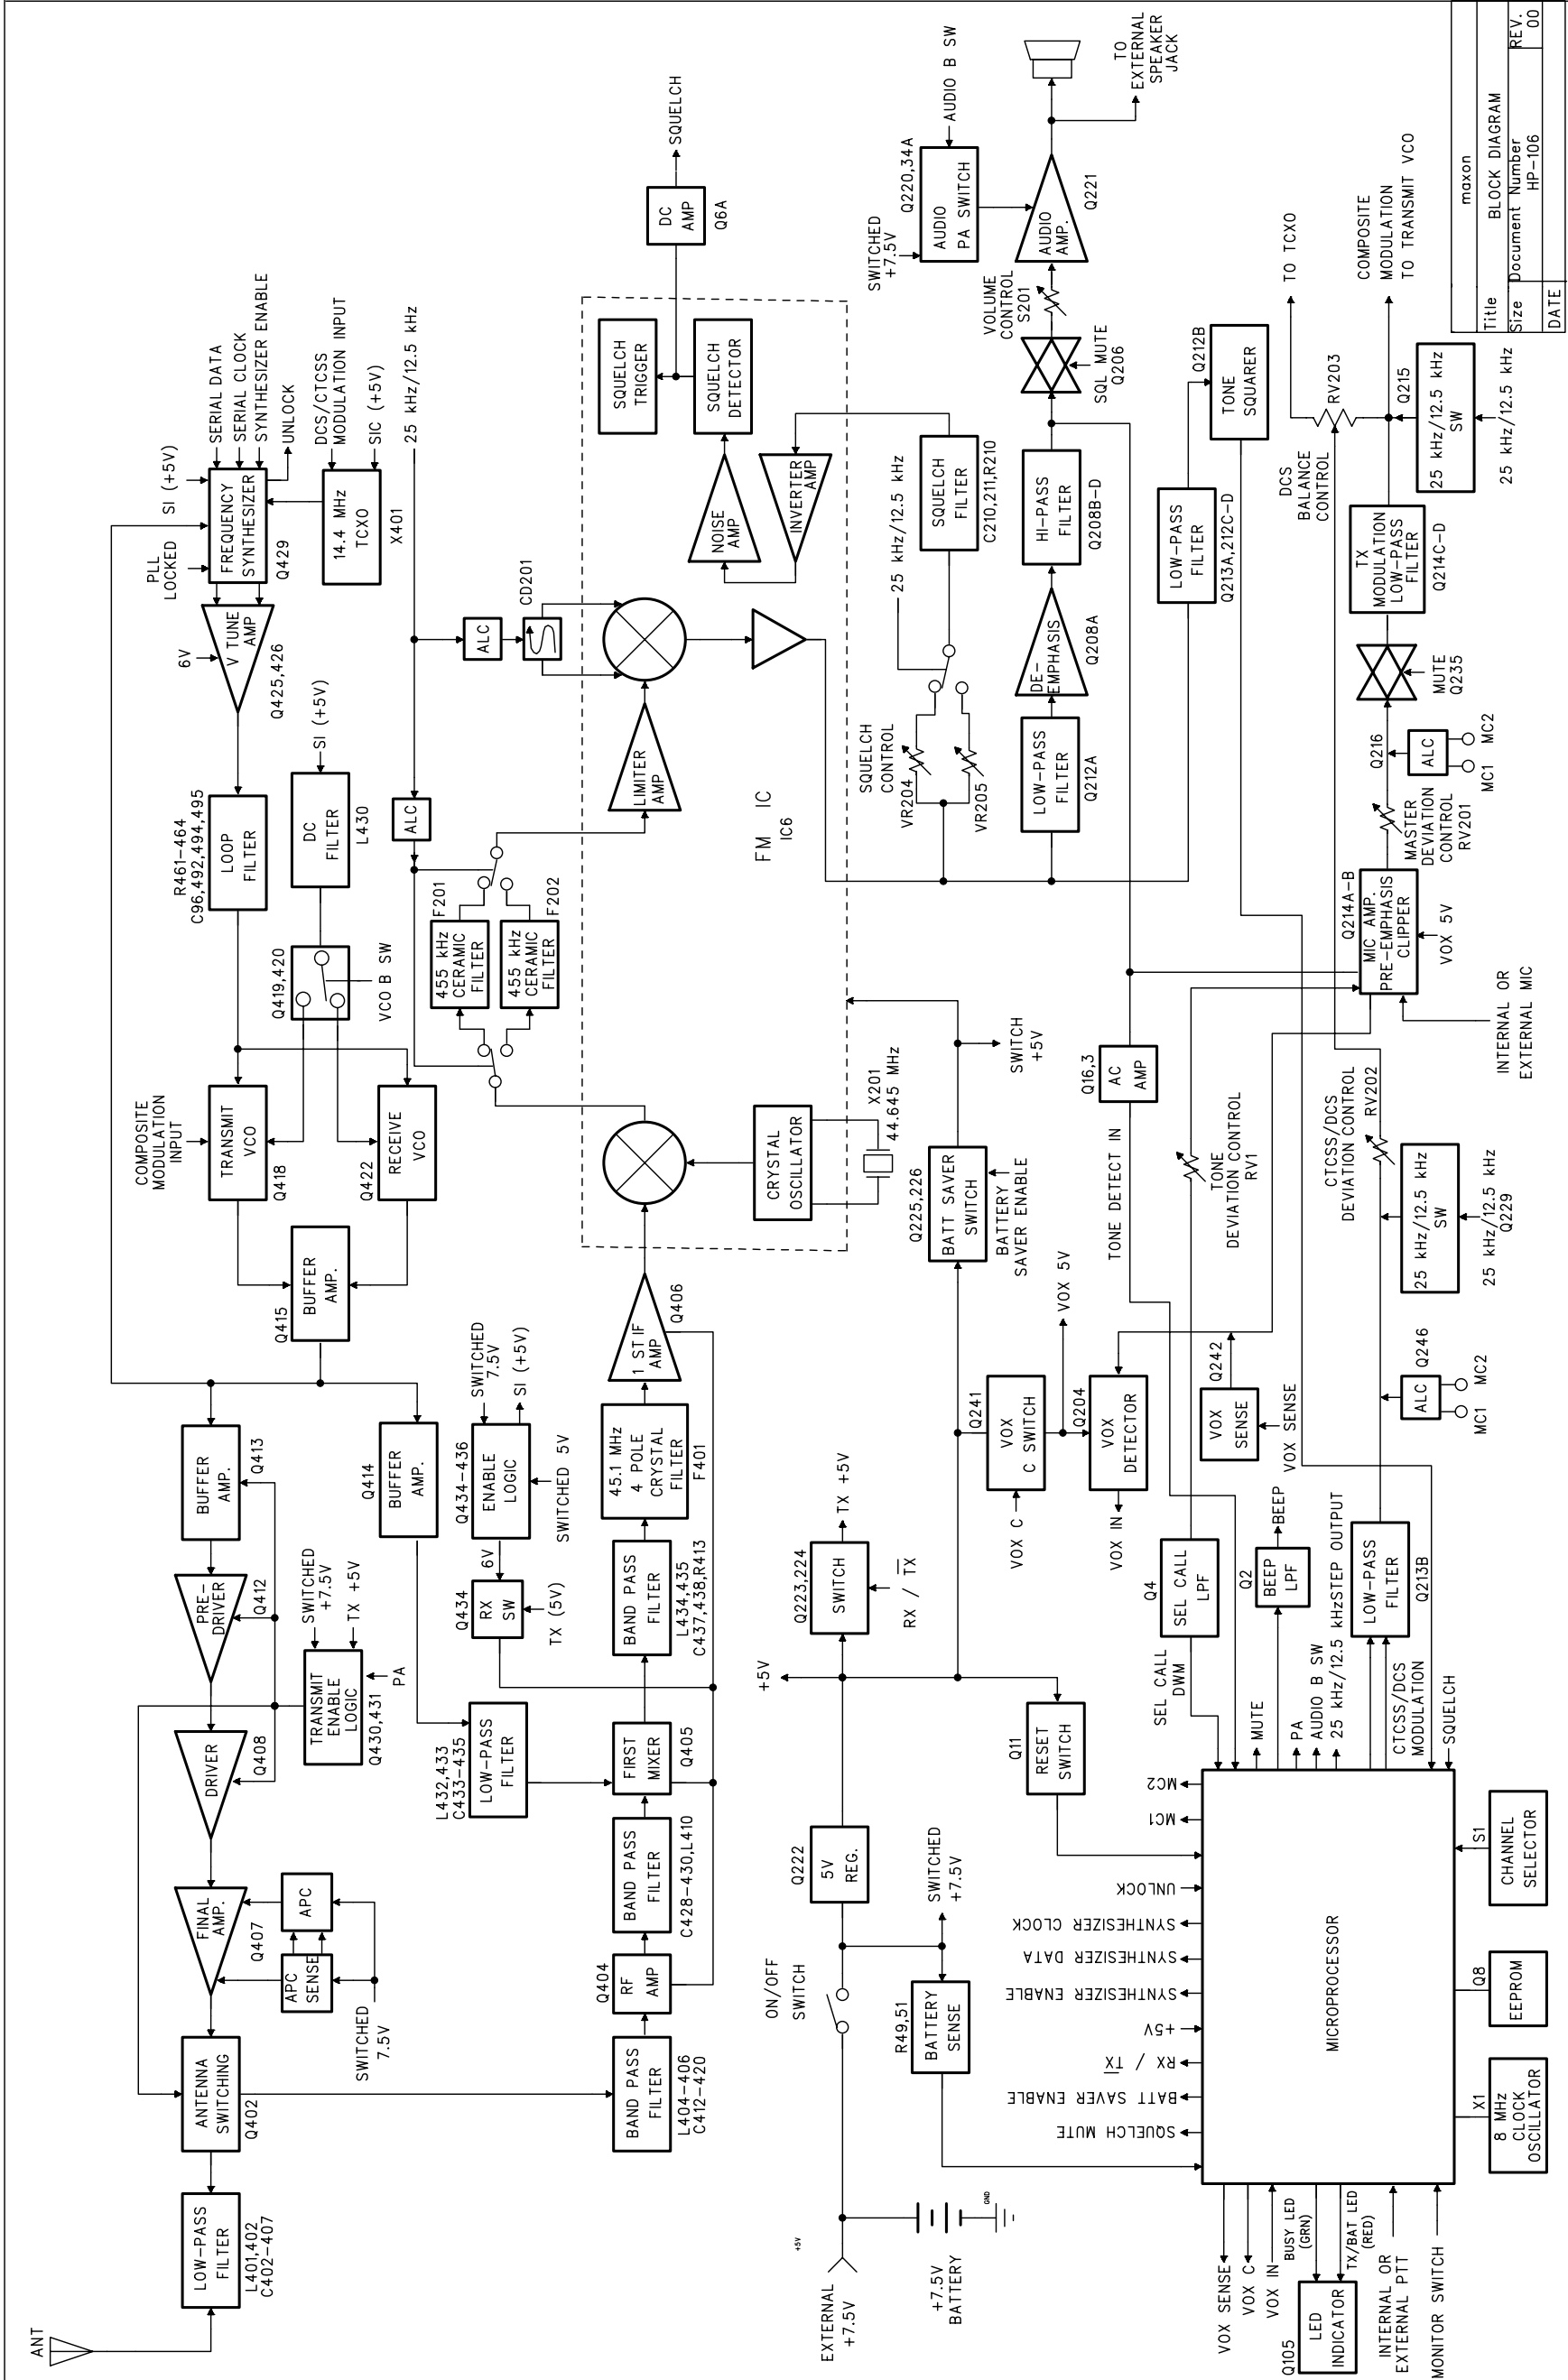 ANT
LOW-PASS
FILTER
L401,402
C402-407
ANTENNA
SWITCHING
Q402
FINAL
AMP.
Q407
APC
SENSE
APC
SWITCHED
7.5V
DRIVER
Q408
PRE-
DRIVER
Q412
BUFFER
AMP.
Q413
TRANSMIT
ENABLE
LOGIC
Q430,431
SWITCHED
+7.5V
TX +5V
PA
Q415
BUFFER
AMP.
COMPOSITE
MODULATION
INPUT
TRANSMIT
VCO
Q418
Q422
RECEIVE
VCO
Q419,420
VCO B SW
R461-464
C96,492,494,495
LOOP
FILTER
DC
FILTER
L430
SI (+5V)
6V
V TUNE
AMP
Q425,426
PLL
LOCKED
SI (+5V)
FREQUENCY
SYNTHESIZER
Q429
SERIAL DATA
SERIAL CLOCK
SYNTHESIZER ENABLE
UNLOCK
14.4 MHz
TCXO
X401
DCS/CTCSS
MODULATION INPUT
SIC (+5V)
25 kHz/12.5 kHz
BAND PASS
FILTER
L404-406
C412-420
Q404
RF
AMP
BAND PASS
FILTER
C428-430,L410
FIRST
MIXER
Q405
L432,433
C433-435
LOW-PASS
FILTER
Q414
BUFFER
AMP.
Q434
RX
SW
6V
TX (5V)
Q434-436
ENABLE
LOGIC
SWITCHED
7.5V
SI (+5V)
SWITCHED 5V
BAND PASS
FILTER
L434,435
C437,438,R413
45.1 MHz
4 POLE
CRYSTAL
FILTER
F401
1 ST IF
AMP
Q406
CRYSTAL
OSCILLATOR
X201
44.645 MHz
455 kHz
CERAMIC
FILTER
F201
455 kHz
CERAMIC
FILTER
F202
ALC
LIMITER
AMP
ALC
CD201
FM IC
IC6
NOISE
AMP
INVERTER
AMP
SQUELCH
TRIGGER
SQUELCH
DETECTOR
DC
AMP
Q6A
SQUELCH
EXTERNAL
+7.5V
+5V
+7.5V
BATTERY
GND
ON/OFF
SWITCH
R49,51
BATTERY
SENSE
SWITCHED
+7.5V
Q222
5V
REG.
+5V
Q11
RESET
SWITCH
Q223,224
SWITCH
TX +5V
RX / TX
Q241
VOX
C SWITCH
VOX C
VOX 5V
Q204
VOX
DETECTOR
VOX IN
Q225,226
BATT SAVER
SWITCH
BATTERY
SAVER ENABLE
SWITCH
+5V
SQUELCH
CONTROL
VR204
VR205
25 kHz/12.5 kHz
SQUELCH
FILTER
C210,211,R210
LOW-PASS
FILTER
Q212A
DE-
EMPHASIS
Q208A
HI-PASS
FILTER
Q208B-D
SQL MUTE
Q206
VOLUME
CONTROL
S201
SWITCHED
+7.5V
Q220,34A
AUDIO
PA SWITCH
AUDIO B SW
AUDIO
AMP.
Q221
TO
EXTERNAL
SPEAKER
JACK
LOW-PASS
FILTER
Q213A,212C-D
Q212B
TONE
SQUARER
Q16,3
AC
AMP
TONE DETECT IN
TONE
DEVIATION CONTROL
RV1
Q4
SEL CALL
LPF
SEL CALL
DWM
Q242
VOX
SENSE
VOX SENSE
Q2
BEEP
LPF
BEEP
MUTE
PA
AUDIO B SW
25 kHz/12.5 kHzSTEP OUTPUT
CTCSS/DCS
MODULATION
SQUELCH
LOW-PASS
FILTER
Q213B
ALC
Q246
MC1
MC2
CTCSS/DCS
DEVIATION CONTROL
RV202
25 kHz/12.5 kHz
SW
25 kHz/12.5 kHz
Q229
INTERNAL OR
EXTERNAL MIC
Q214A-B
MIC AMP.
PRE-EMPHASIS
CLIPPER
VOX 5V
MASTER
DEVIATION
CONTROL
RV201
Q216
ALC
MC1
MC2
MUTE
Q235
TX
MODULATION
LOW-PASS
FILTER
Q214C-D
DCS
BALANCE
CONTROL
RV203
TO TCXO
COMPOSITE
MODULATION
TO TRANSMIT VCO
Q215
25 kHz/12.5 kHz
SW
25 kHz/12.5 kHz
MICROPROCESSOR
SQUELCH MUTE
BATT SAVER ENABLE
RX / TX
+5V
SYNTHESIZER ENABLE
SYNTHESIZER DATA
SYNTHESIZER CLOCK
UNLOCK
MC1
MC2
VOX SENSE
VOX C
VOX IN
BUSY LED
(GRN)
TX/BAT LED
(RED)
Q105
LED
INDICATOR
INTERNAL OR
EXTERNAL PTT
MONITOR SWITCH
X1
8 MHz
CLOCK
OSCILLATOR
Q8
EEPROM
S1
CHANNEL
SELECTOR
maxon
Title
BLOCK DIAGRAM
Size
Document Number
HP-106
REV.
00
DATE